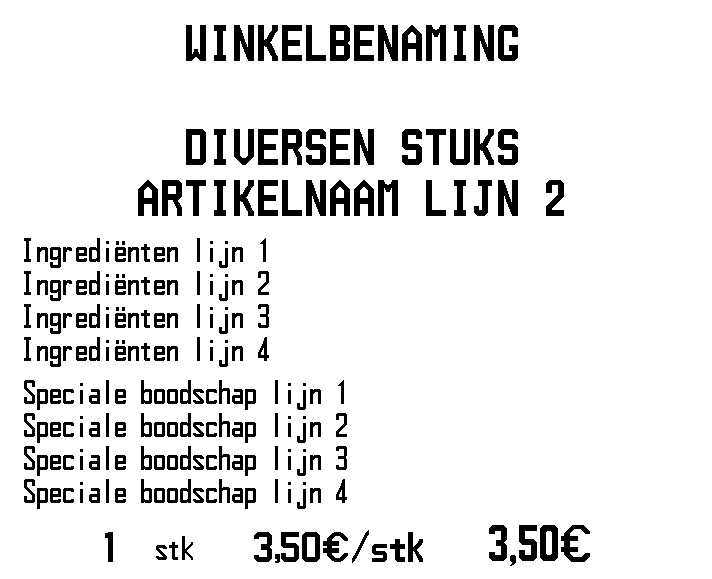 WINKELBENAMING
DIVERSEN STUKS
ARTIKELNAAM LIJN 2
Ingrediënten lijn 1
Ingrediënten lijn 2
Ingrediënten lijn 3
Ingrediënten lijn 4
Speciale boodschap lijn 1
Speciale boodschap lijn 2
Speciale boodschap lijn 3
Speciale boodschap lijn 4
1 stk 3,50€/stk 3,50€